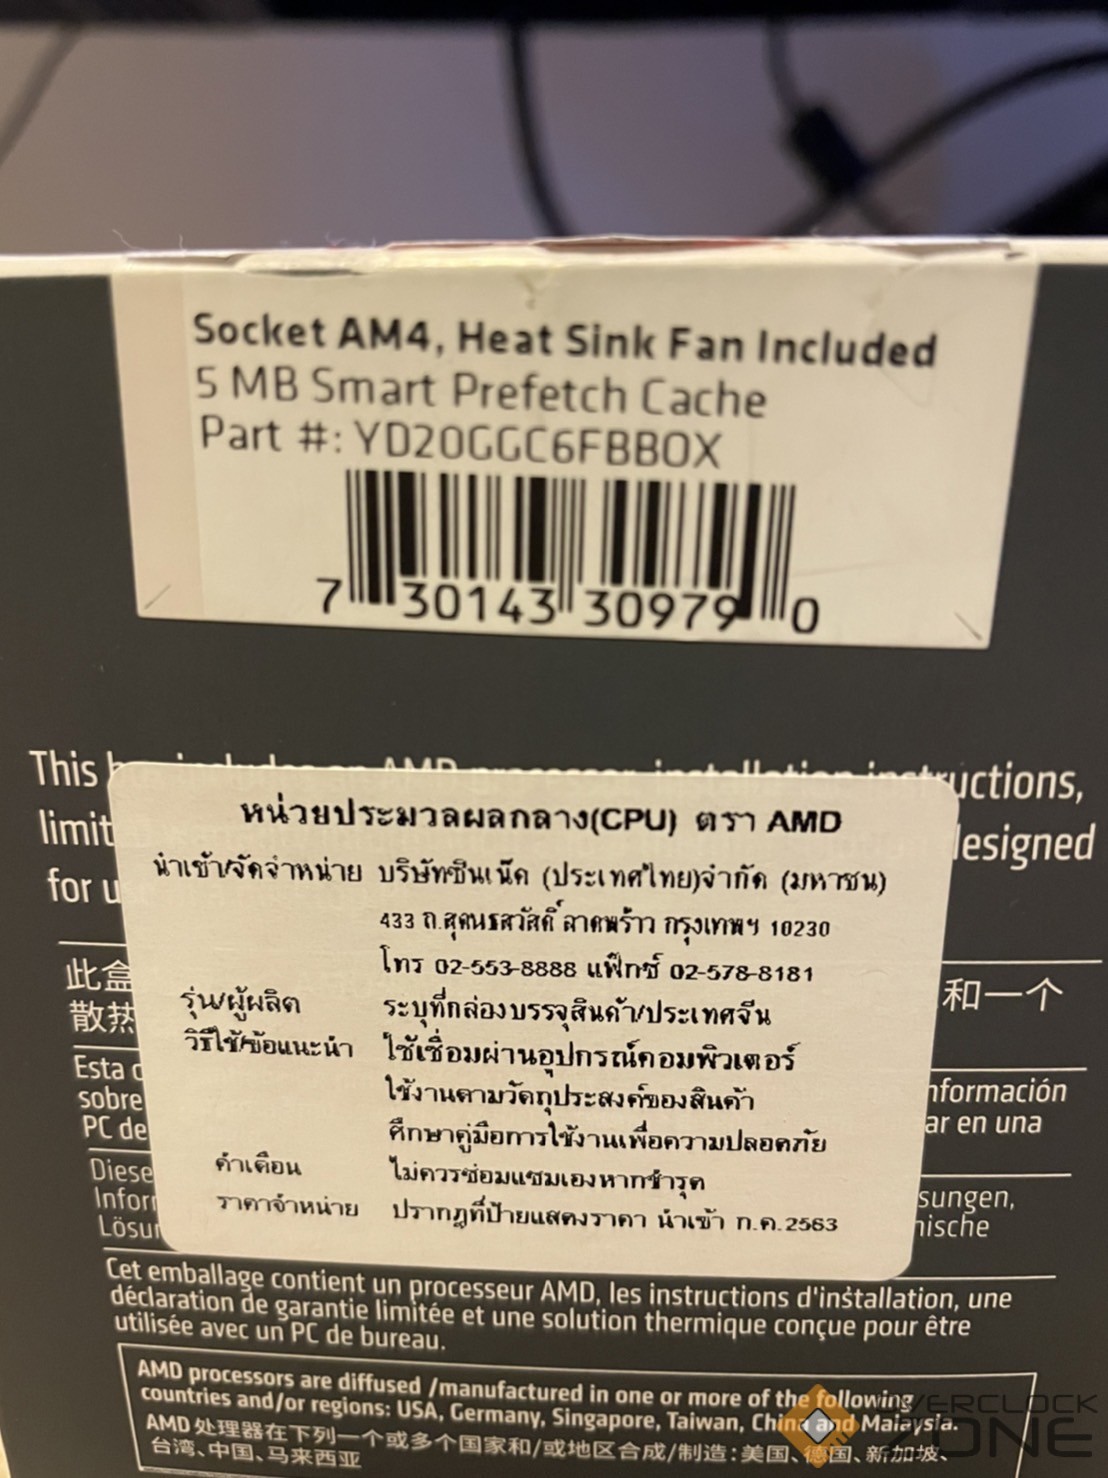 Socket AM4, Heat Sink Fan Included
5 MB Smart Prefetch Cache
Part #: YD20GGC6FBBOX
7 30143 30979 0
This
uctions,
limit
designed
for u
หน่วยประมวลผลกลาง(CPU) ตรา AMD
นำเข้า/จัดจำหน่าย บริษัทซินเน็ค (ประเทศไทย)จำกัด (มหาชน)
433 ถ.สุคนธสวัสดิ์ ลาดพร้าว กรุงเทพฯ 10230
โทร 02-553-8888 แฟ็กซ์ 02-578-8181
รุ่น/ผู้ผลิต ระบุที่กล่องบรรจุสินค้า/ประเทศจีน
วิธีใช้/ข้อแนะนำ ใช้เชื่อมผ่านอุปกรณ์คอมพิวเตอร์
ใช้งานตามวัตถุประสงค์ของสินค้า
ศึกษาคู่มือการใช้งานเพื่อความปลอดภัย
คำเตือน ไม่ควรซ่อมแซมเองหากชำรุด
ราคาจำหน่าย ปรากฎที่ป้ายแสดงราคา นำเข้า ก.ค.2563
此盒
和一个
散热
Esta c
nformación
sobre
ar en una
PC de
Diese
Inforr
sungen,
Lösur
nische
Cet emballage contient un processeur AMD, les instructions d'installation, une
déclaration de garantie limitée et une solution thermique conçue pour être
utilisée avec un PC de bureau.
AMD processors are diffused /manufactured in one or more of the following
countries and/or regions: USA, Germany, Singapore, Taiwan, China and Malaysia.
AMD 处理器在下列一个或多个国家和/或地区合成/制造：美国、德国、新加坡、
台湾、中国、马来西亚
OVERCLOCK
ZONE